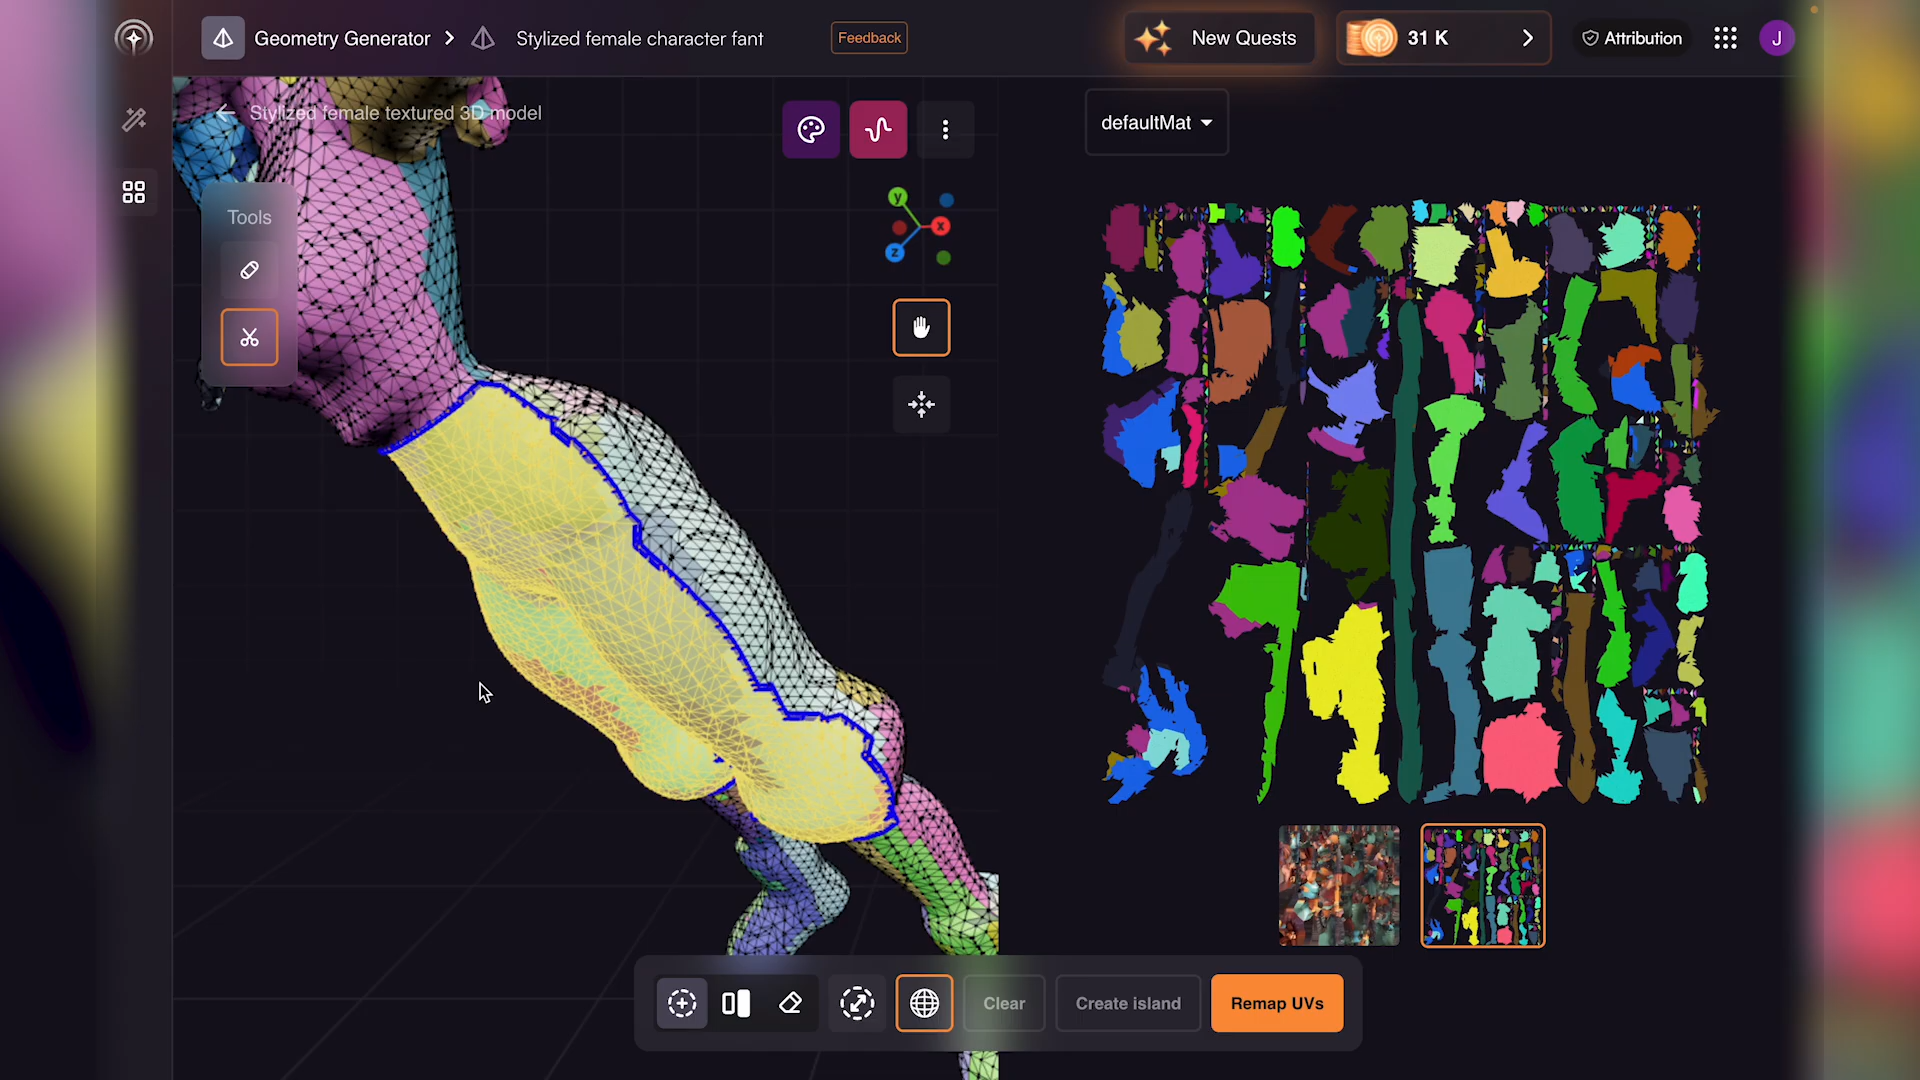 Geometry Generator
Stylized female character fant
Feedback
New Quests
31 K
Attribution
J
Stylized female textured 3D model
defaultMat
Tools
y
x
z
Clear
Create island
Remap UVs